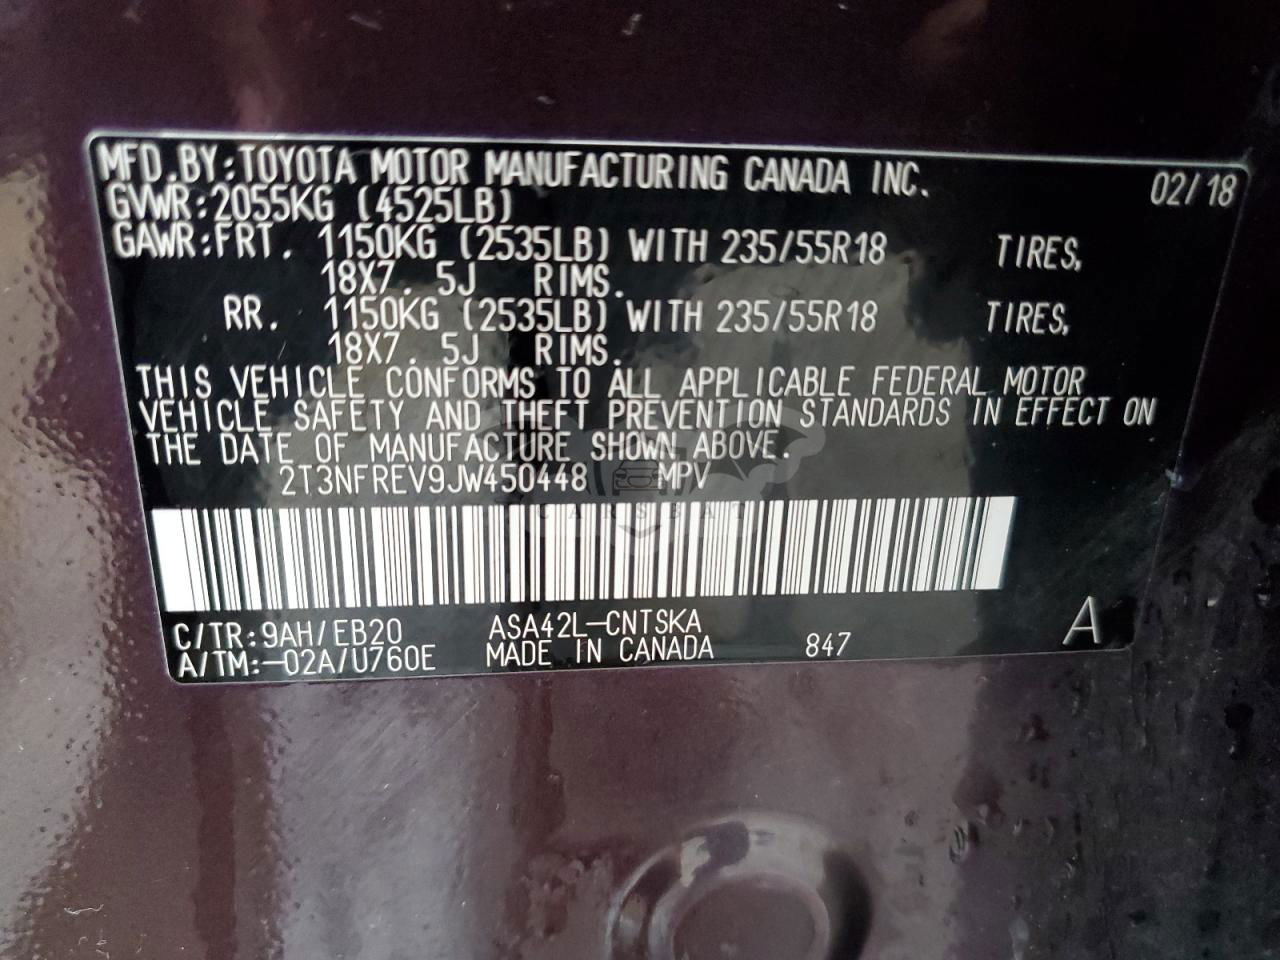 MFD.BY:TOYOTA MOTOR MANUFACTURING CANADA INC. 02/18
GVWR:2055KG (4525LB)
GAWR:FRT. 1150KG (2535LB) WITH 235/55R18 TIRES,
18X7. 5J RIMS.
RR. 1150KG (2535LB) WITH 235/55R18 TIRES,
18X7. 5J RIMS.
THIS VEHICLE CONFORMS TO ALL APPLICABLE FEDERAL MOTOR
VEHICLE SAFETY AND THEFT PREVENTION STANDARDS IN EFFECT ON
THE DATE OF MANUFACTURE SHOWN ABOVE.
2T3NFREV9JW450448 MPV
CARSBAT
C/TR:9AH/EB20 ASA42L-CNTSKA A
A/TM:-02A/U760E MADE IN CANADA 847